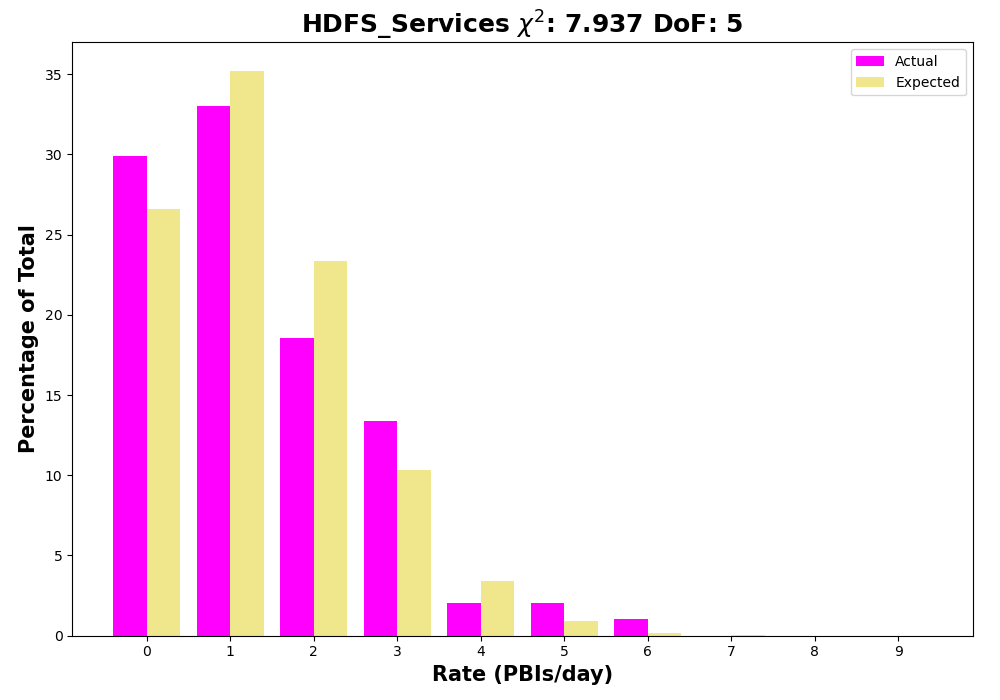 HDFS_Services χ²: 7.937 DoF: 5
Actual
Expected
Percentage of Total
35
30
25
20
15
10
5
0
0 1 2 3 4 5 6 7 8 9
Rate (PBIs/day)